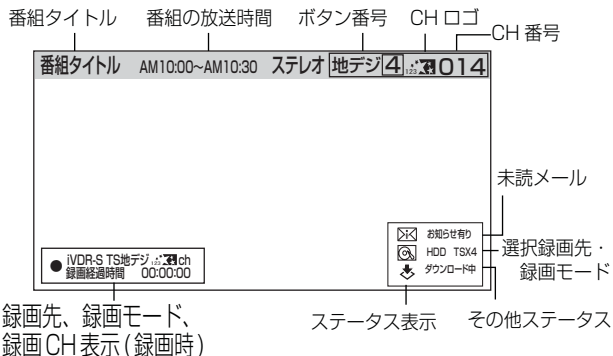 番組タイトル 番組の放送時間 ボタン番号 CH ロゴ
CH 番号
番組タイトル AM10:00~AM10:30 ステレオ 地デジ 4 123 014
未読メール
お知らせ有り
HDD TSX4
ダウンロード中
選択録画先・
録画モード
● iVDR-S TS地デジ 123 ch
録画経過時間 00:00:00
録画先、録画モード、
録画CH表示(録画時)
ステータス表示 その他ステータス